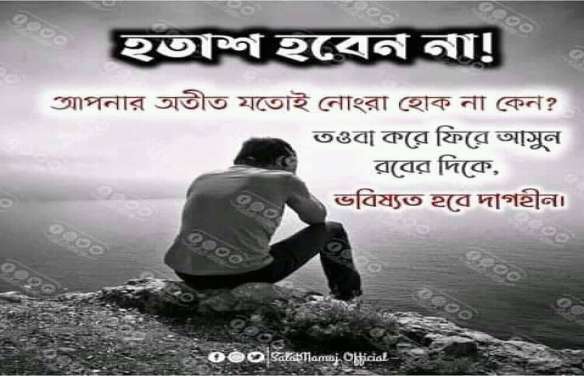 হতাশ হবেন না!
আপনার অতীত যতোই নোংরা হোক না কেন?
তওবা করে ফিরে আসুন
রবের দিকে,
ভবিষ্যত হবে দাগহীন।
SalatNamaj.Official